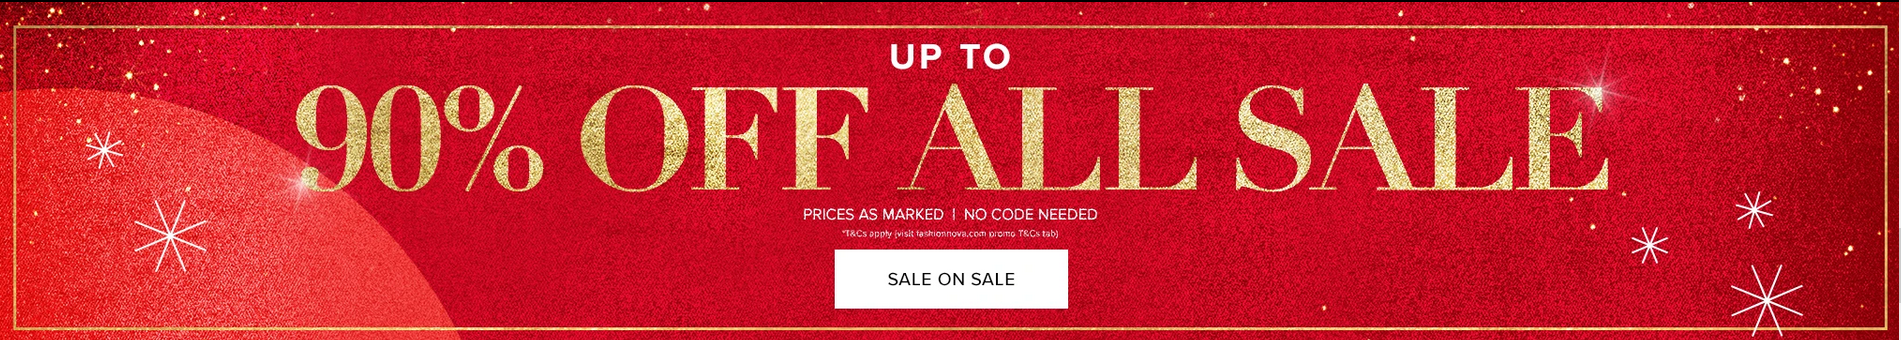 UP TO
90% OFF ALL SALE
PRICES AS MARKED | NO CODE NEEDED
*T&Cs apply (visit fashionnova.com promo T&Cs tab)
SALE ON SALE